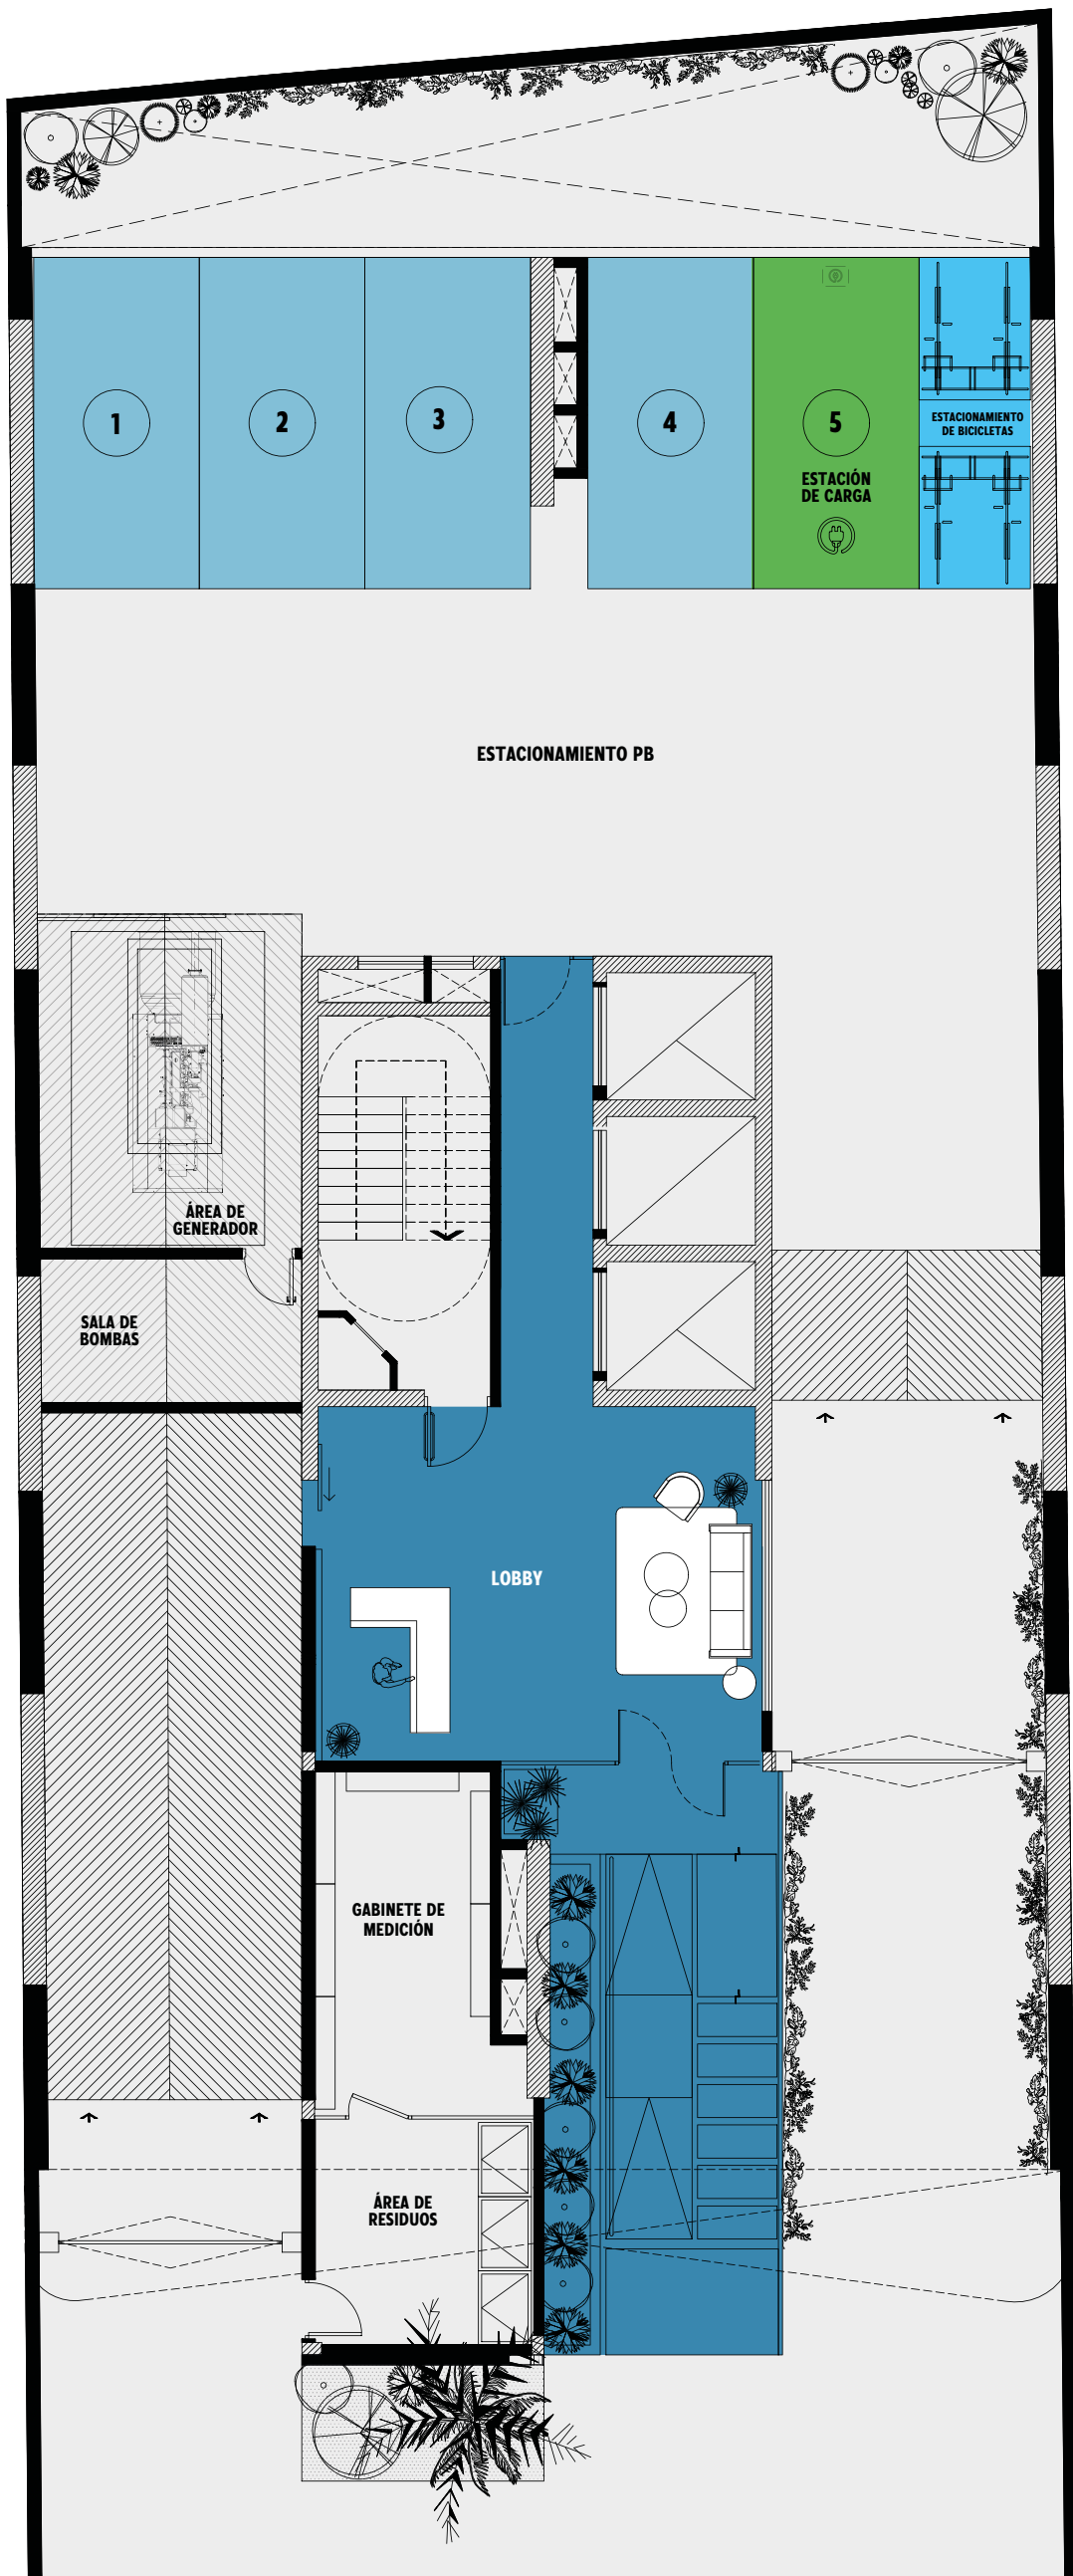 1
2
3
4
5
ESTACIÓN
DE CARGA
ESTACIONAMIENTO
DE BICICLETAS
ESTACIONAMIENTO PB
ÁREA DE
GENERADOR
SALA DE
BOMBAS
LOBBY
GABINETE DE
MEDICIÓN
ÁREA DE
RESIDUOS